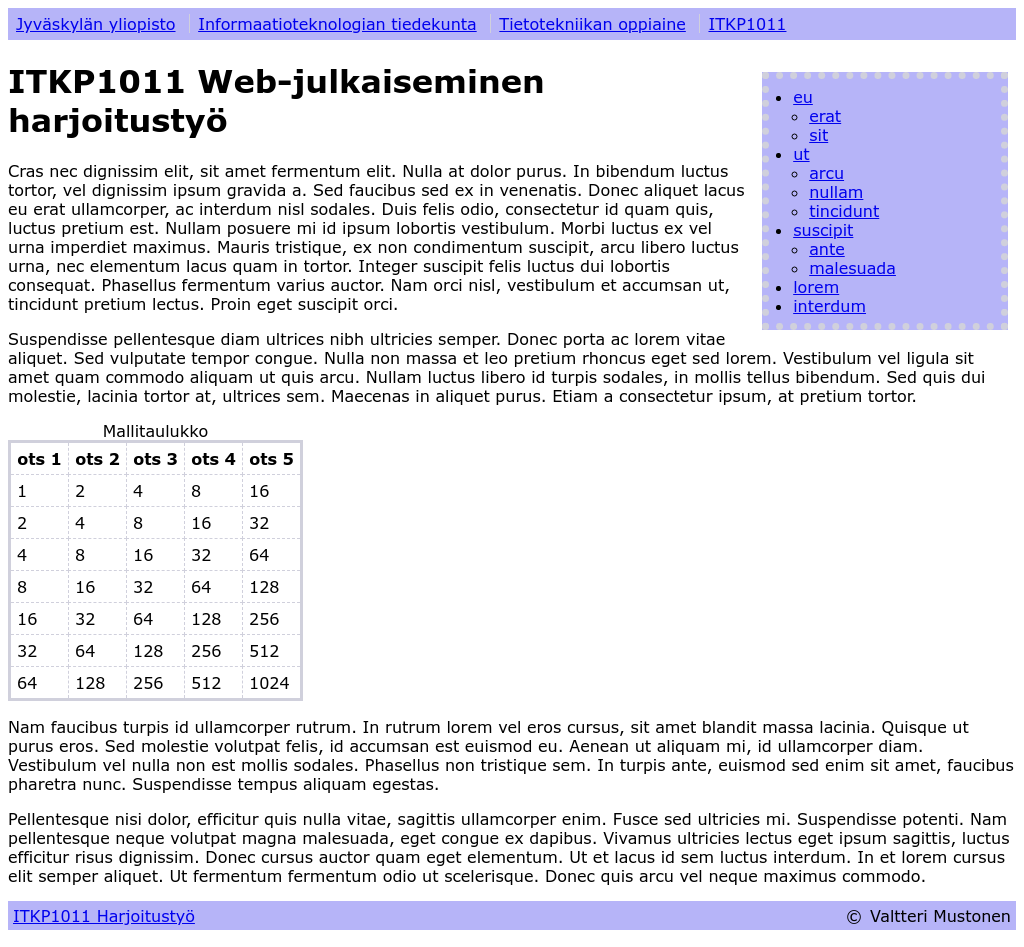 Jyväskylän yliopisto Informaatioteknologian tiedekunta Tietotekniikan oppiaine ITKP1011
ITKP1011 Web-julkaiseminen
harjoitustyö
eu
erat
sit
ut
arcu
nullam
tincidunt
suscipit
ante
malesuada
lorem
interdum
Cras nec dignissim elit, sit amet fermentum elit. Nulla at dolor purus. In bibendum luctus
tortor, vel dignissim ipsum gravida a. Sed faucibus sed ex in venenatis. Donec aliquet lacus
eu erat ullamcorper, ac interdum nisl sodales. Duis felis odio, consectetur id quam quis,
luctus pretium est. Nullam posuere mi id ipsum lobortis vestibulum. Morbi luctus ex vel
urna imperdiet maximus. Mauris tristique, ex non condimentum suscipit, arcu libero luctus
urna, nec elementum lacus quam in tortor. Integer suscipit felis luctus dui lobortis
consequat. Phasellus fermentum varius auctor. Nam orci nisl, vestibulum et accumsan ut,
tincidunt pretium lectus. Proin eget suscipit orci.
Suspendisse pellentesque diam ultrices nibh ultricies semper. Donec porta ac lorem vitae
aliquet. Sed vulputate tempor congue. Nulla non massa et leo pretium rhoncus eget sed lorem. Vestibulum vel ligula sit
amet quam commodo aliquam ut quis arcu. Nullam luctus libero id turpis sodales, in mollis tellus bibendum. Sed quis dui
molestie, lacinia tortor at, ultrices sem. Maecenas in aliquet purus. Etiam a consectetur ipsum, at pretium tortor.
Mallitaulukko
ots 1 ots 2 ots 3 ots 4 ots 5
1 2 4 8 16
2 4 8 16 32
4 8 16 32 64
8 16 32 64 128
16 32 64 128 256
32 64 128 256 512
64 128 256 512 1024
Nam faucibus turpis id ullamcorper rutrum. In rutrum lorem vel eros cursus, sit amet blandit massa lacinia. Quisque ut
purus eros. Sed molestie volutpat felis, id accumsan est euismod eu. Aenean ut aliquam mi, id ullamcorper diam.
Vestibulum vel nulla non est mollis sodales. Phasellus non tristique sem. In turpis ante, euismod sed enim sit amet, faucibus
pharetra nunc. Suspendisse tempus aliquam egestas.
Pellentesque nisi dolor, efficitur quis nulla vitae, sagittis ullamcorper enim. Fusce sed ultricies mi. Suspendisse potenti. Nam
pellentesque neque volutpat magna malesuada, eget congue ex dapibus. Vivamus ultricies lectus eget ipsum sagittis, luctus
efficitur risus dignissim. Donec cursus auctor quam eget elementum. Ut et lacus id sem luctus interdum. In et lorem cursus
elit semper aliquet. Ut fermentum fermentum odio ut scelerisque. Donec quis arcu vel neque maximus commodo.
ITKP1011 Harjoitustyö © Valtteri Mustonen